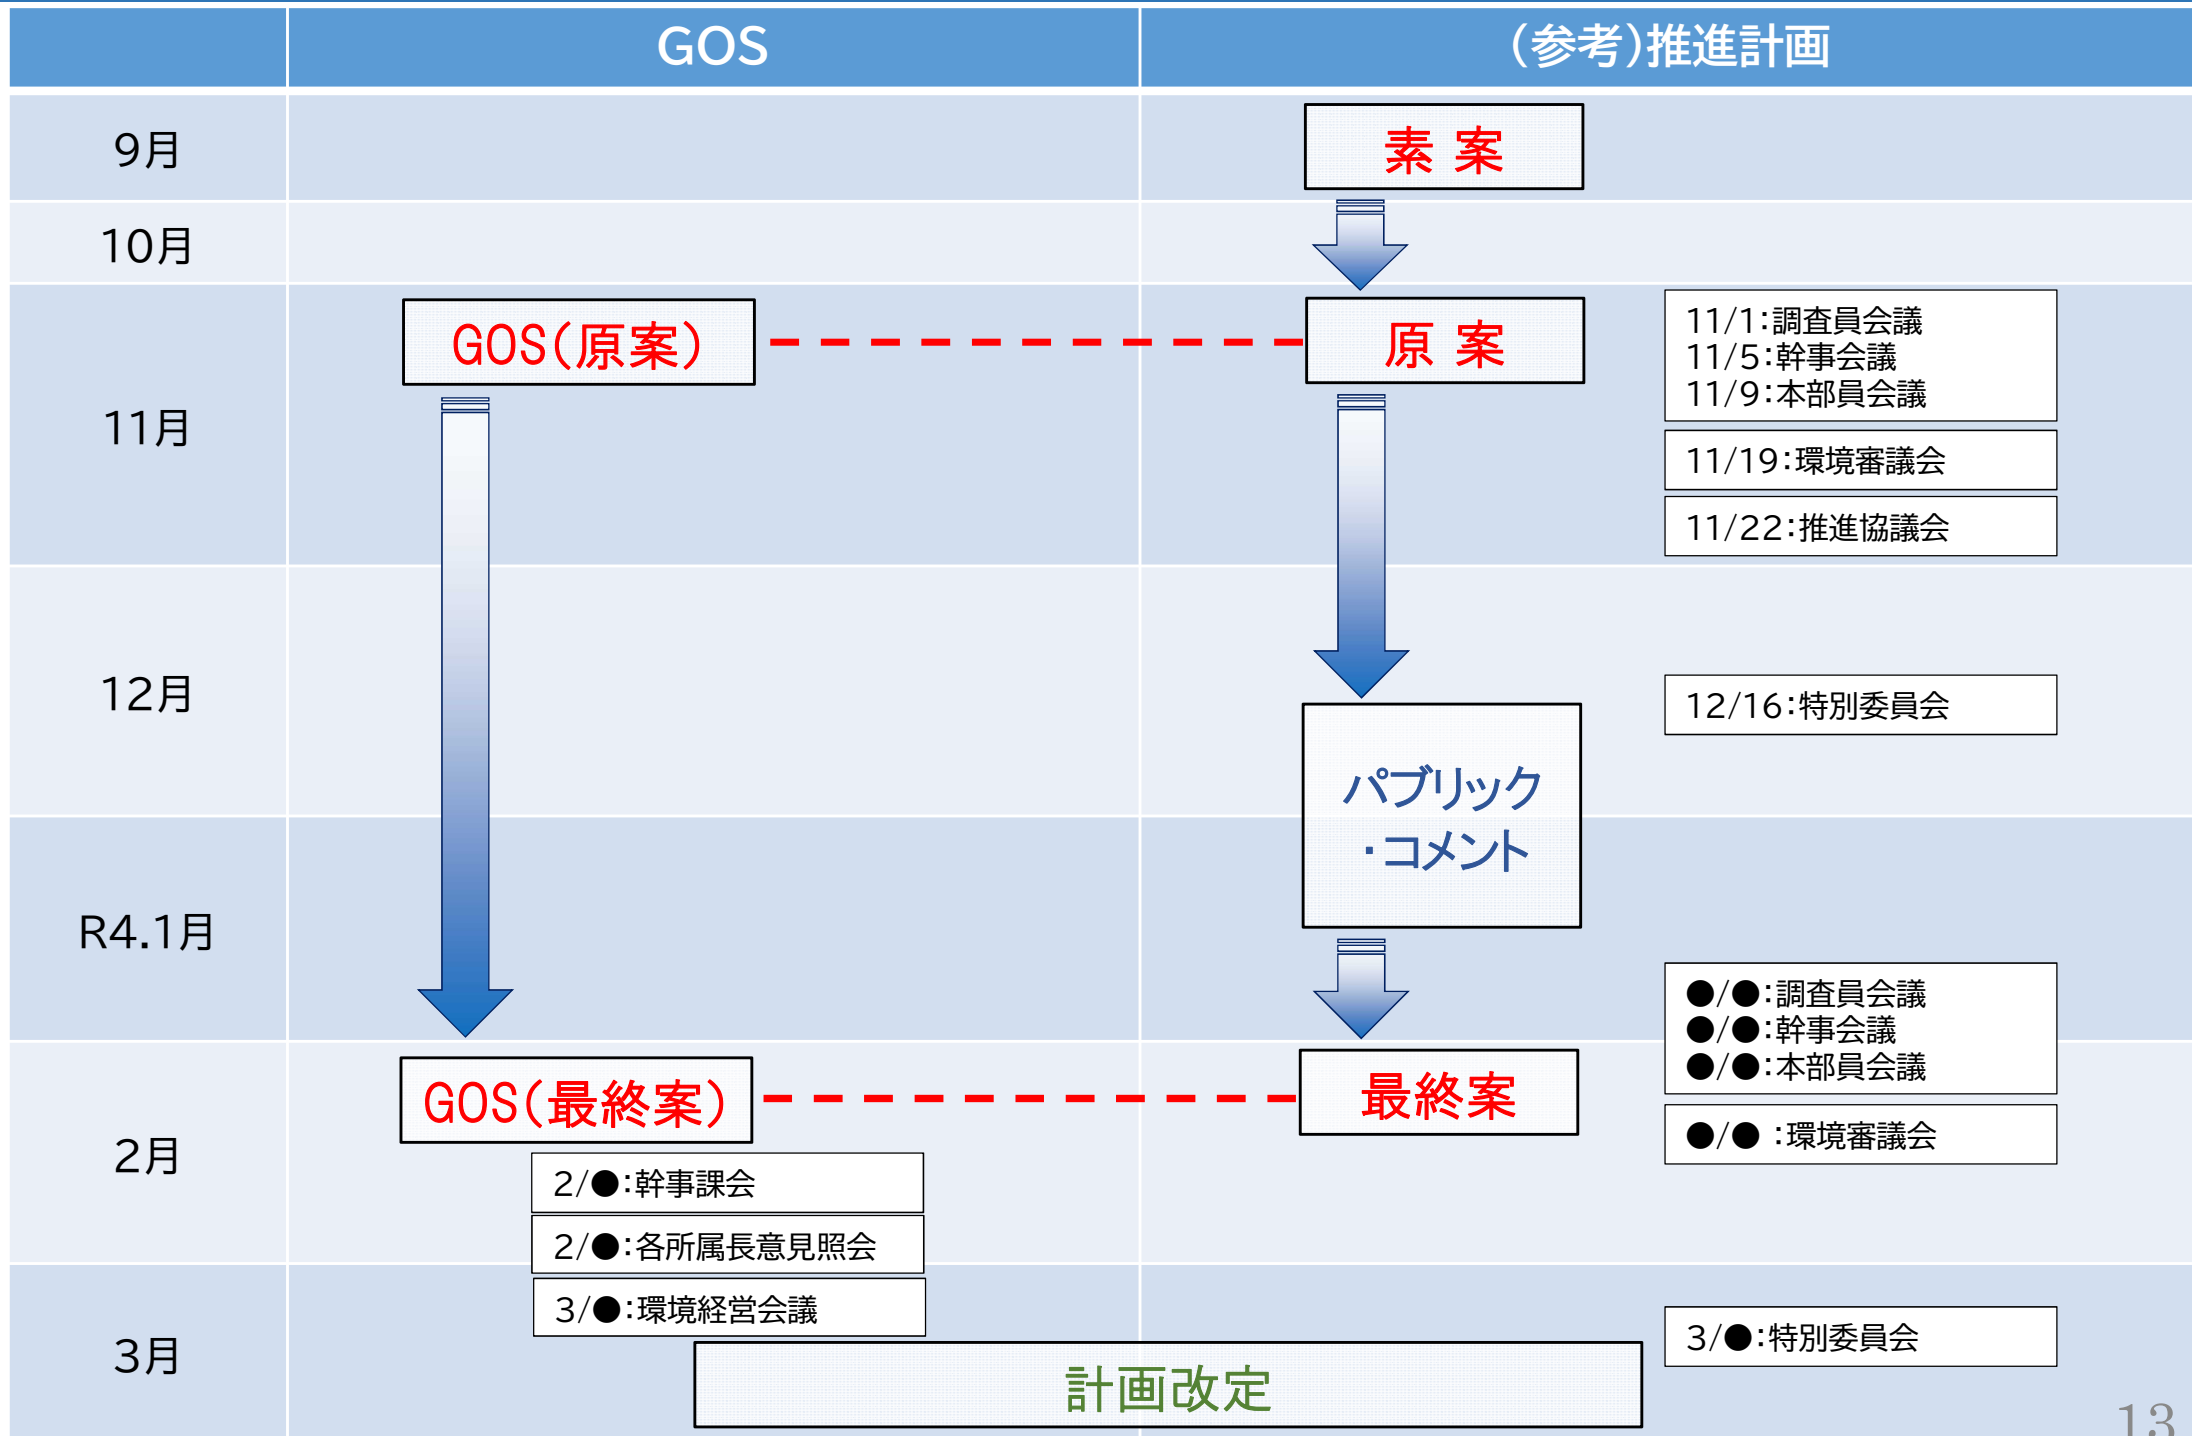 GOS
（参考）推進計画
9月
素 案
10月
11月
GOS(原案)
原 案
11/1：調査員会議
11/5：幹事会議
11/9：本部員会議
11/19：環境審議会
11/22：推進協議会
12月
12/16：特別委員会
パブリック
・コメント
R4.1月
●/●：調査員会議
●/●：幹事会議
●/●：本部員会議
2月
GOS(最終案)
最終案
●/● ：環境審議会
2/●：幹事課会
2/●：各所属長意見照会
3月
3/●：環境経営会議
3/●：特別委員会
計画改定
13